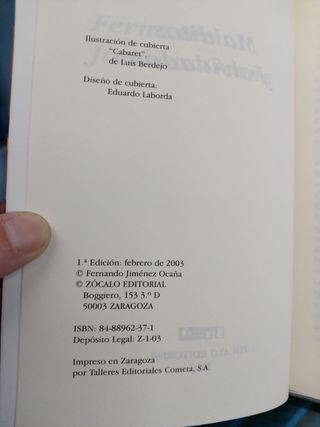 Ilustración de cubierta
"Cabaret",
de Luis Berdejo
Diseño de cubierta:
Eduardo Laborda
1.ª Edición: febrero de 2003
© Fernando Jiménez Ocaña
© ZÓCALO EDITORIAL
Boggiero, 153 3.º D
50003 ZARAGOZA
ISBN: 84-88962-37-1
Depósito Legal: Z-1-03
Impreso en Zaragoza
por Talleres Editoriales Cometa, S.A.
ZÓCALO EDITORIAL